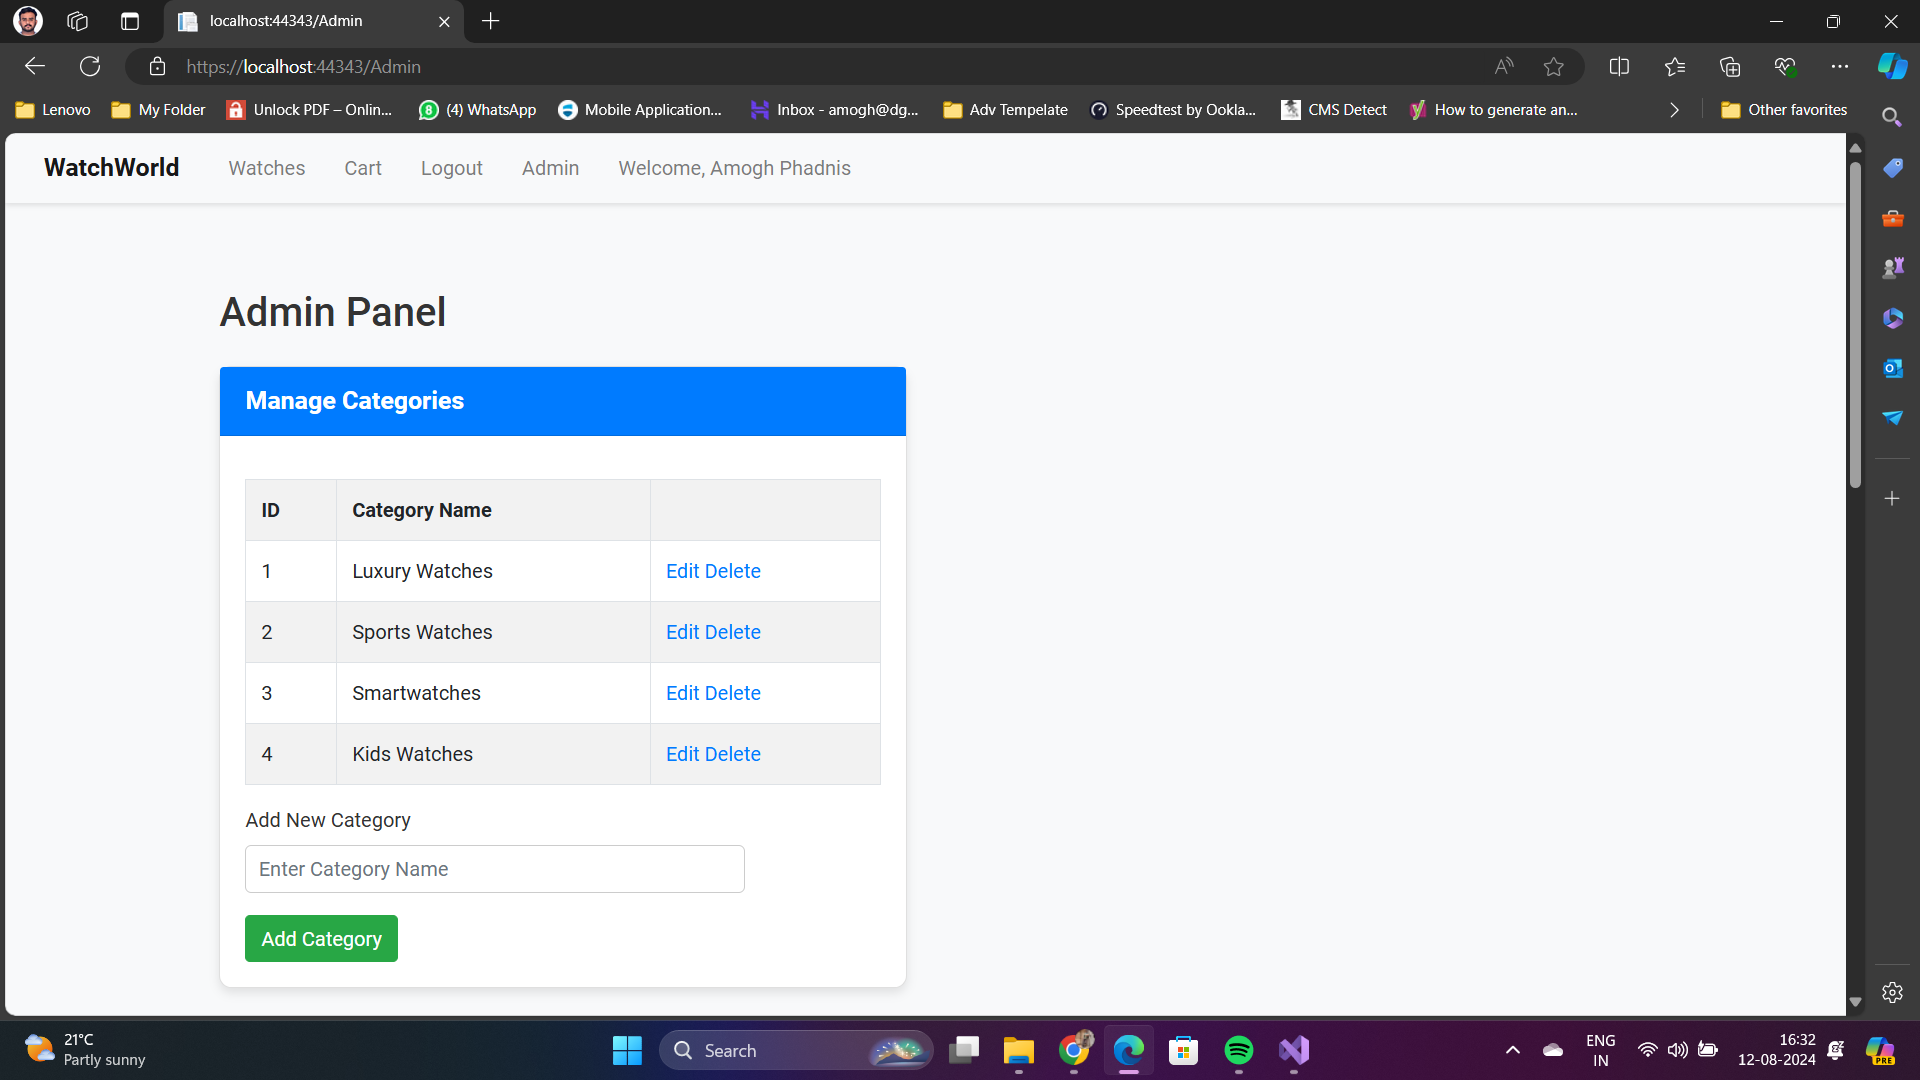 localhost:44343/Admin
https://localhost:44343/Admin
Lenovo
My Folder
Unlock PDF – Onlin...
(4) WhatsApp
Mobile Application...
Inbox - amogh@dg...
Adv Tempelate
Speedtest by Ookla...
CMS Detect
How to generate an...
Other favorites
WatchWorld Watches Cart Logout Admin Welcome, Amogh Phadnis
Admin Panel
Manage Categories
ID Category Name
1 Luxury Watches Edit Delete
2 Sports Watches Edit Delete
3 Smartwatches Edit Delete
4 Kids Watches Edit Delete
Add New Category
Enter Category Name
Add Category
21°C
Partly sunny
Search
ENG
IN
16:32
12-08-2024
PRE